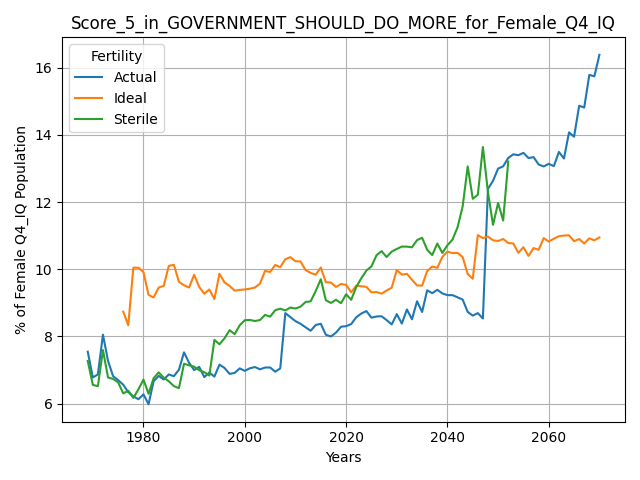 Score_5_in_GOVERNMENT_SHOULD_DO_MORE_for_Female_Q4_IQ
Fertility
Actual
Ideal
Sterile
% of Female Q4_IQ Population
16
14
12
10
8
6
1980
2000
2020
2040
2060
Years